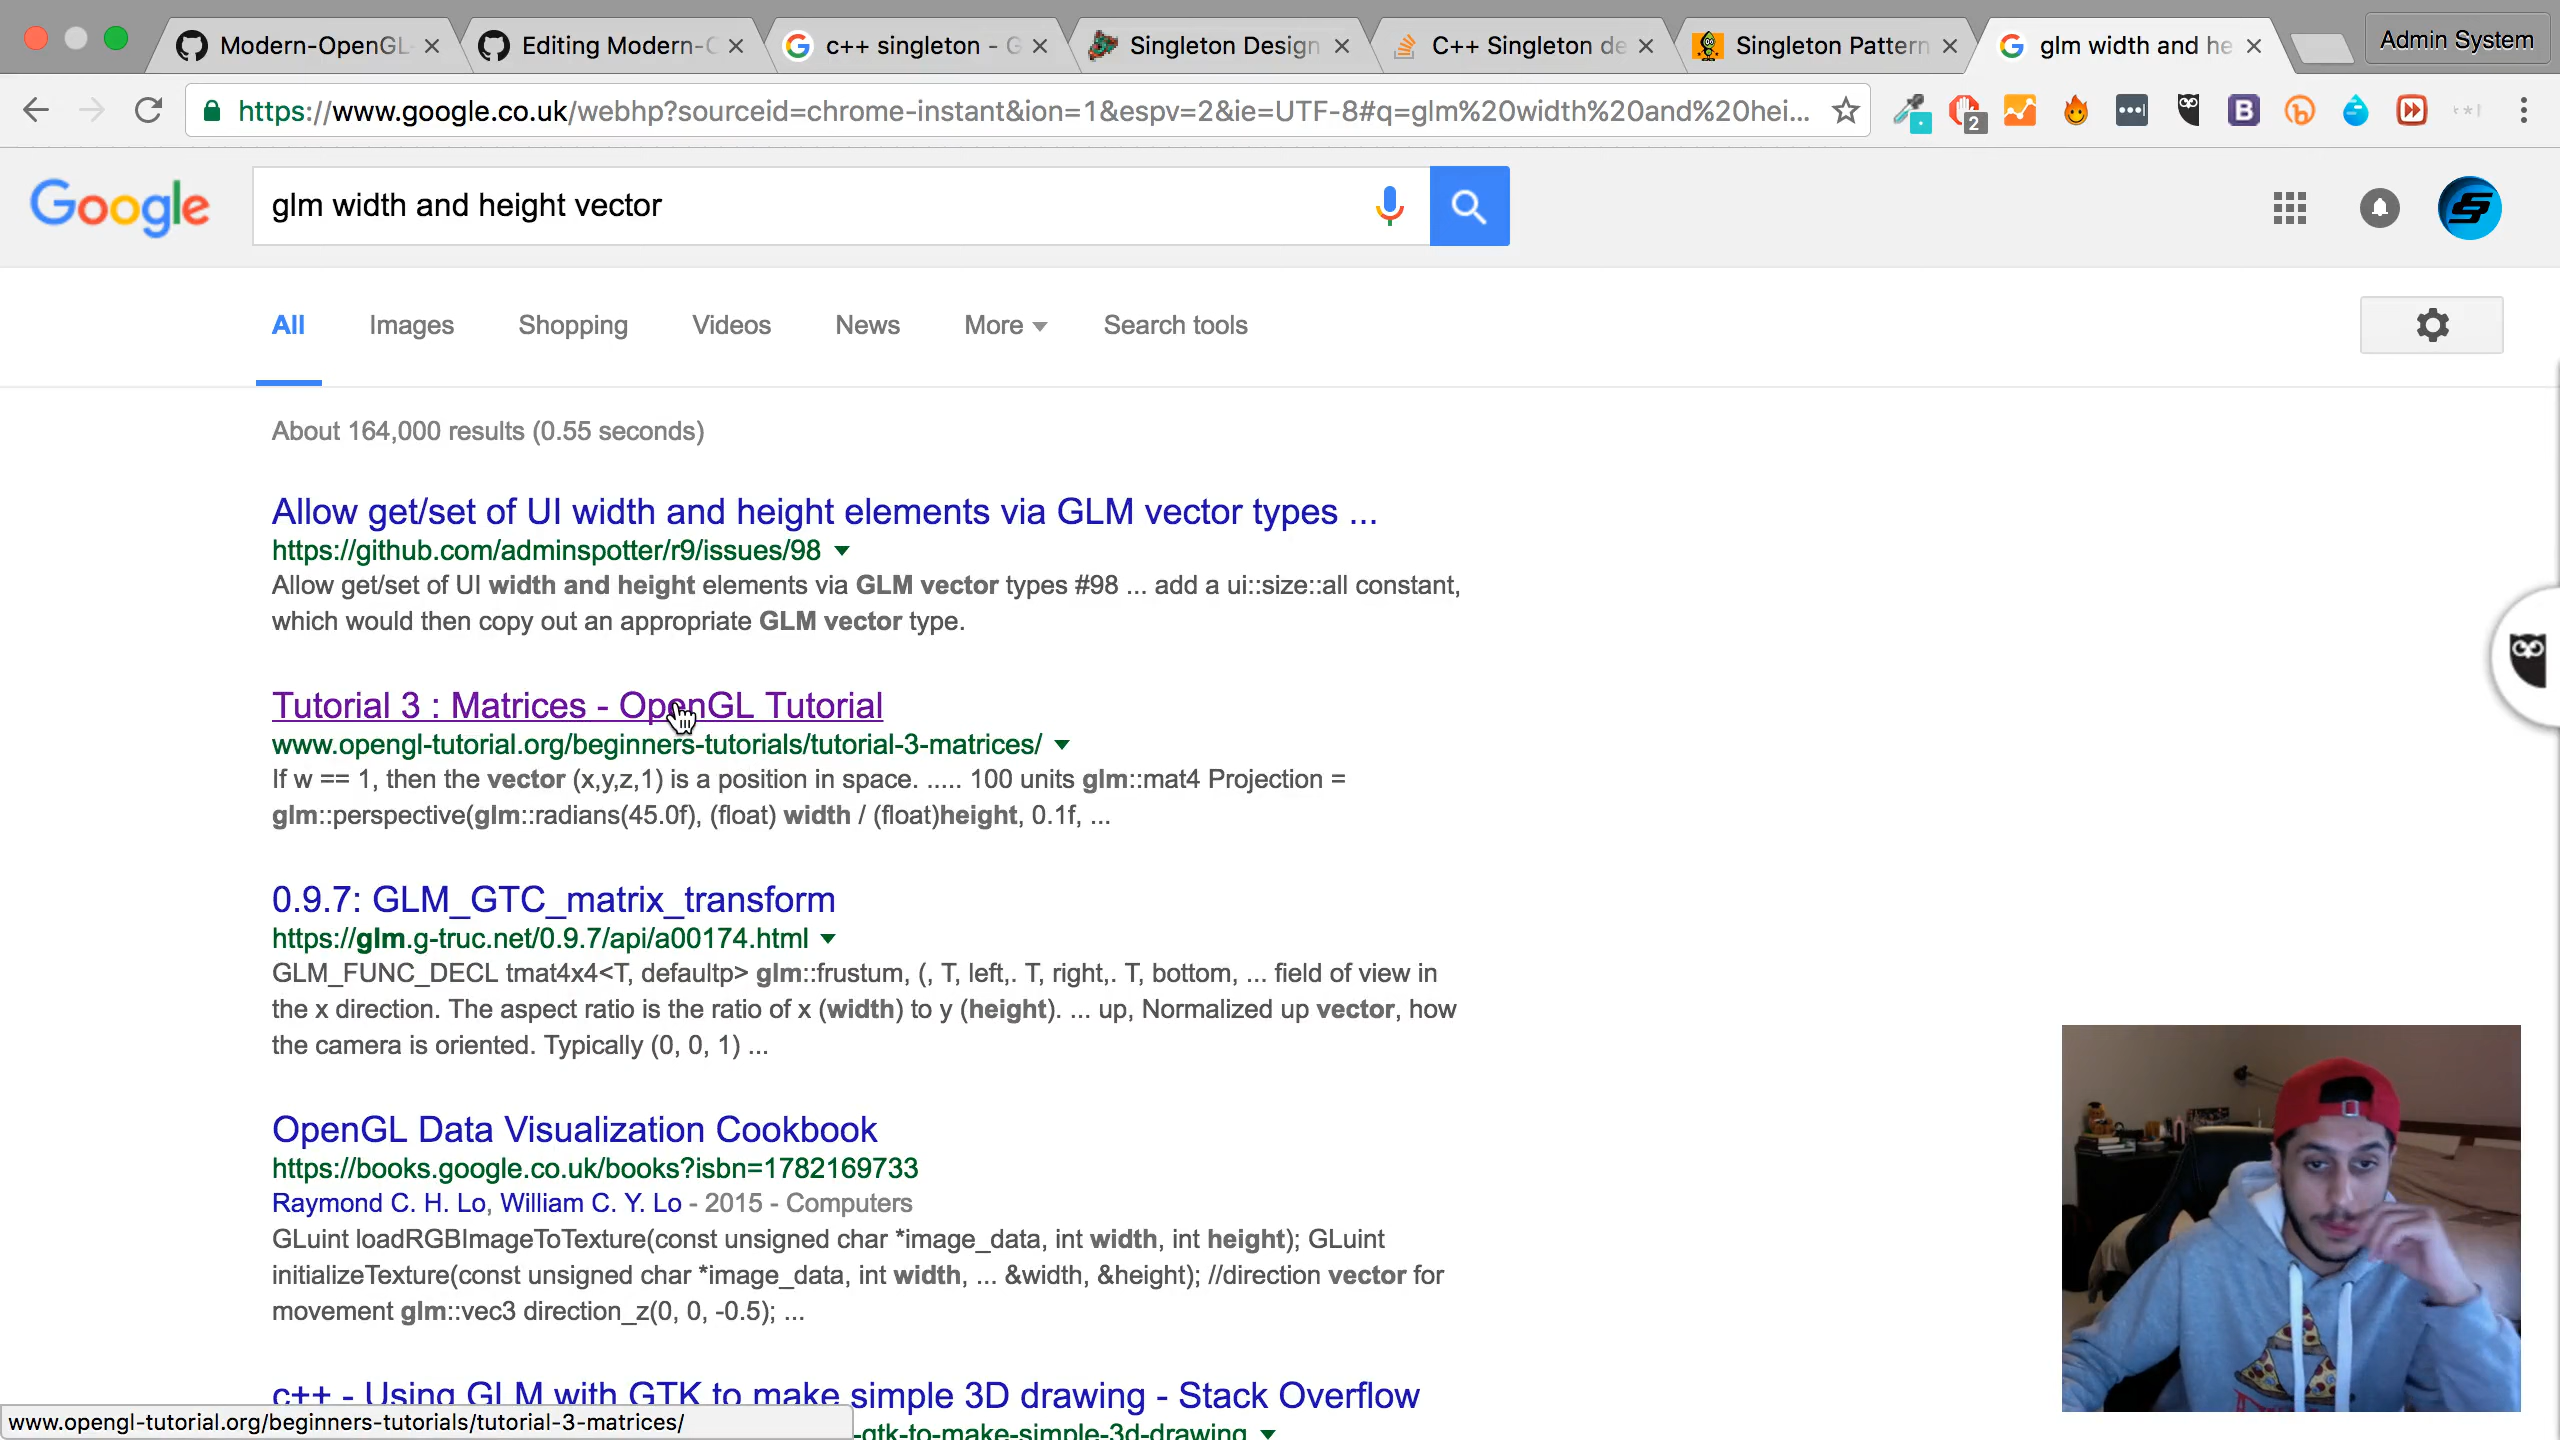 Modern-OpenGL-
Editing Modern-O
c++ singleton - G
Singleton Design
C++ Singleton de
Singleton Pattern
glm width and he
Admin System
https://www.google.co.uk/webhp?sourceid=chrome-instant&ion=1&espv=2&ie=UTF-8#q=glm%20width%20and%20hei...
2
B
Google
glm width and height vector
All
Images
Shopping
Videos
News
More
Search tools
About 164,000 results (0.55 seconds)
Allow get/set of UI width and height elements via GLM vector types ...
https://github.com/adminspotter/r9/issues/98
Allow get/set of UI width and height elements via GLM vector types #98 ... add a ui::size::all constant,
which would then copy out an appropriate GLM vector type.
Tutorial 3 : Matrices - OpenGL Tutorial
www.opengl-tutorial.org/beginners-tutorials/tutorial-3-matrices/
If w == 1, then the vector (x,y,z,1) is a position in space. ..... 100 units glm::mat4 Projection =
glm::perspective(glm::radians(45.0f), (float) width / (float)height, 0.1f, ...
0.9.7: GLM_GTC_matrix_transform
https://glm.g-truc.net/0.9.7/api/a00174.html
GLM_FUNC_DECL tmat4x4<T, defaultp> glm::frustum, (, T, left,. T, right,. T, bottom, ... field of view in
the x direction. The aspect ratio is the ratio of x (width) to y (height). ... up, Normalized up vector, how
the camera is oriented. Typically (0, 0, 1) ...
OpenGL Data Visualization Cookbook
https://books.google.co.uk/books?isbn=1782169733
Raymond C. H. Lo, William C. Y. Lo - 2015 - Computers
GLuint loadRGBImageToTexture(const unsigned char *image_data, int width, int height); GLuint
initializeTexture(const unsigned char *image_data, int width, ... &width, &height); //direction vector for
movement glm::vec3 direction_z(0, 0, -0.5); ...
c++ - Using GLM with GTK to make simple 3D drawing - Stack Overflow
www.opengl-tutorial.org/beginners-tutorials/tutorial-3-matrices/
-gtk-to-make-simple-3d-drawing